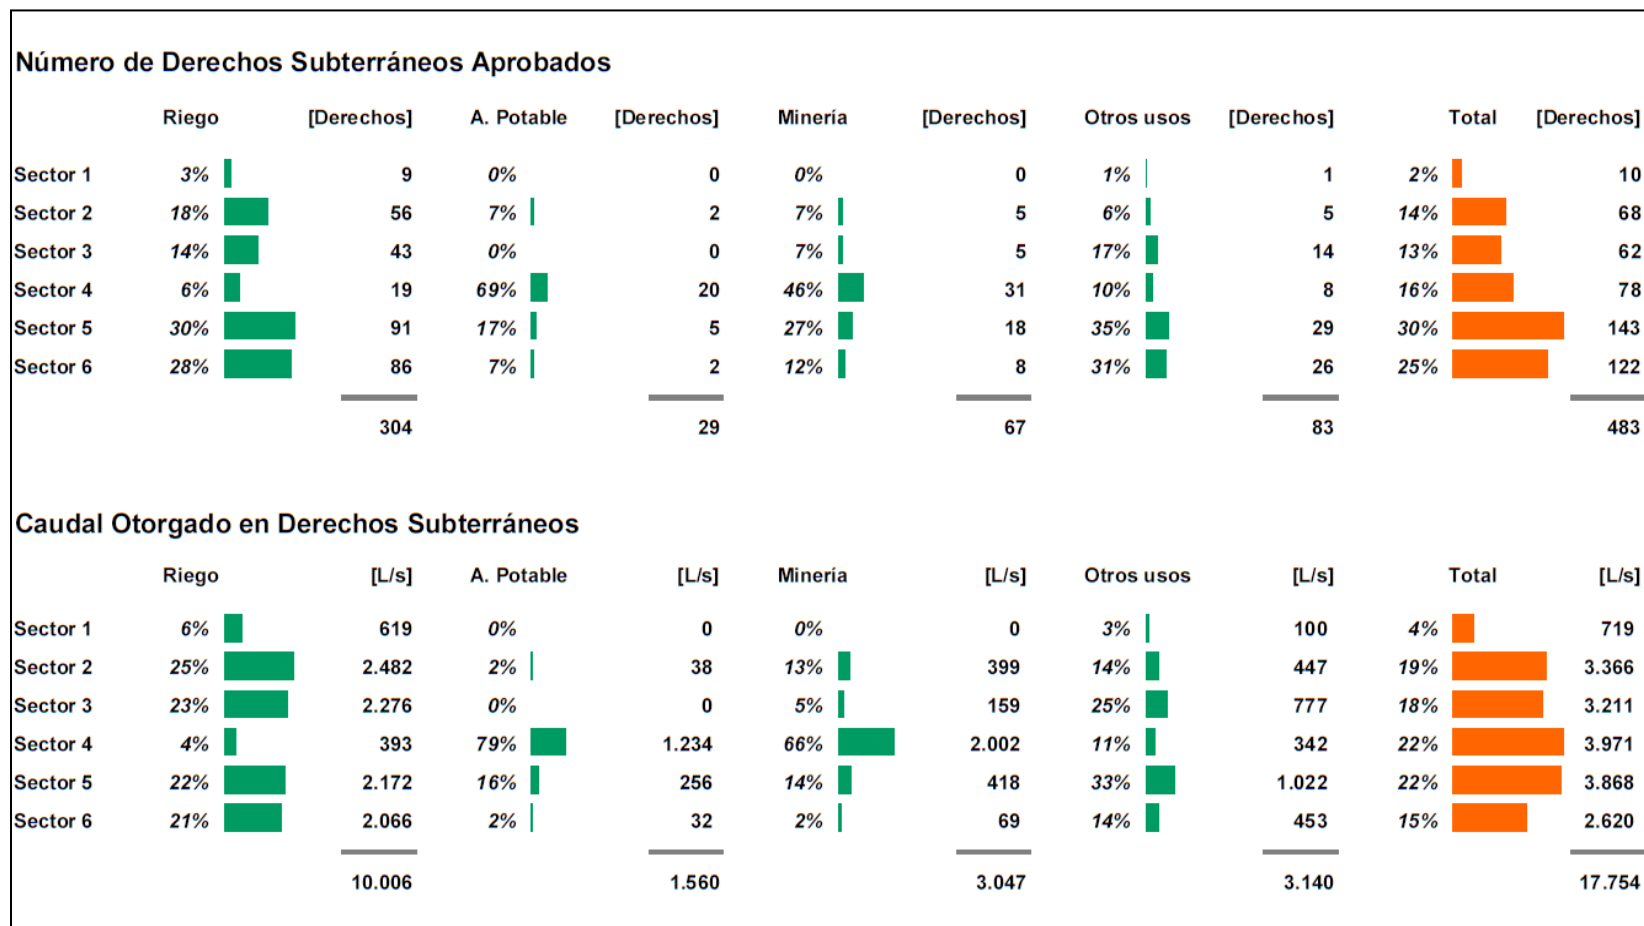 Número de Derechos Subterráneos Aprobados
Riego [Derechos] A. Potable [Derechos] Minería [Derechos] Otros usos [Derechos] Total [Derechos]
Sector 1 3% 9 0% 0 0% 0 1% 1 2% 10
Sector 2 18% 56 7% 2 7% 5 6% 5 14% 68
Sector 3 14% 43 0% 0 7% 5 17% 14 13% 62
Sector 4 6% 19 69% 20 46% 31 10% 8 16% 78
Sector 5 30% 91 17% 5 27% 18 35% 29 30% 143
Sector 6 28% 86 7% 2 12% 8 31% 26 25% 122
304 29 67 83 483
Caudal Otorgado en Derechos Subterráneos
Riego [L/s] A. Potable [L/s] Minería [L/s] Otros usos [L/s] Total [L/s]
Sector 1 6% 619 0% 0 0% 0 3% 100 4% 719
Sector 2 25% 2.482 2% 38 13% 399 14% 447 19% 3.366
Sector 3 23% 2.276 0% 0 5% 159 25% 777 18% 3.211
Sector 4 4% 393 79% 1.234 66% 2.002 11% 342 22% 3.971
Sector 5 22% 2.172 16% 256 14% 418 33% 1.022 22% 3.868
Sector 6 21% 2.066 2% 32 2% 69 14% 453 15% 2.620
10.006 1.560 3.047 3.140 17.754